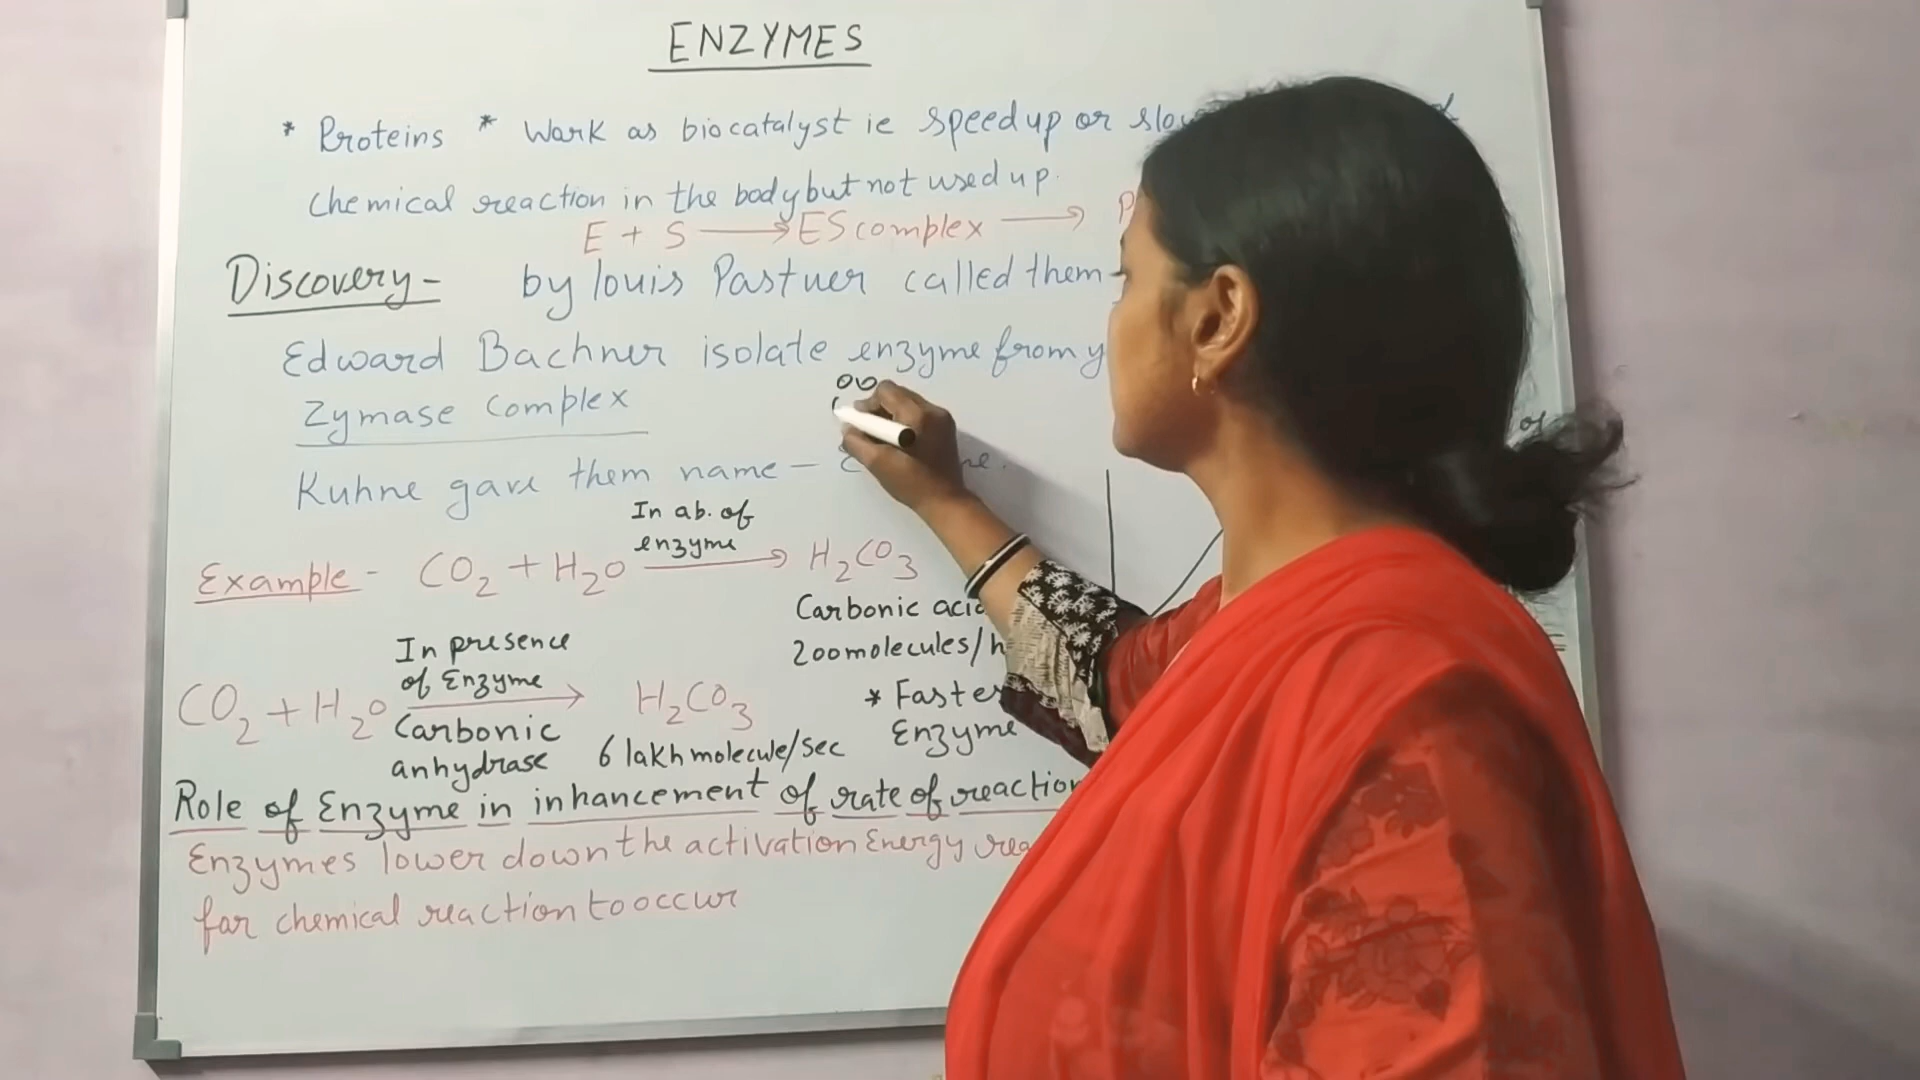 ENZYMES
* Proteins * Work as biocatalyst ie speed up or
chemical reaction in the body but not used up.
E + S → ES complex →
Discovery - by louis Pastuer called them -
Edward Bachner isolate enzyme from
Zymase Complex
Kuhne gave them name -
In ab. of
enzyme
Example - CO2 + H2O → H2CO3
Carbonic
200 molecules/
In presence
of Enzyme
CO2 + H2O → H2CO3
Carbonic
anhydrase
6 lakh molecule/sec
*
Enzyme
Role of Enzyme in inhancement of rate of reaction
Enzymes lower down the activation Energy
for chemical reaction to occur
of